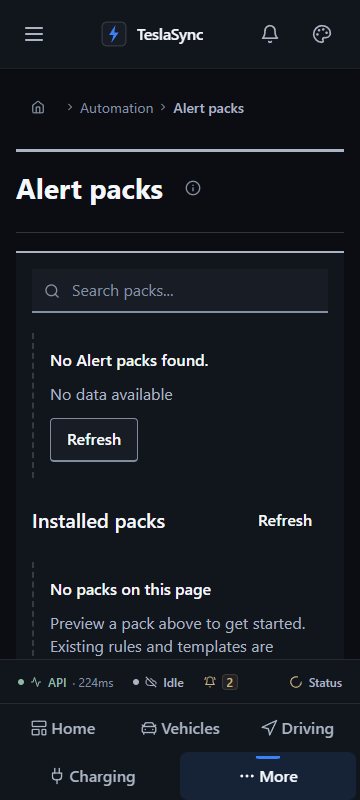 TeslaSync
Automation
Alert packs
Alert packs
Search packs...
No Alert packs found.
No data available
Refresh
Installed packs
Refresh
No packs on this page
Preview a pack above to get started.
Existing rules and templates are
API · 224ms
Idle
2
Status
Home
Vehicles
Driving
Charging
More